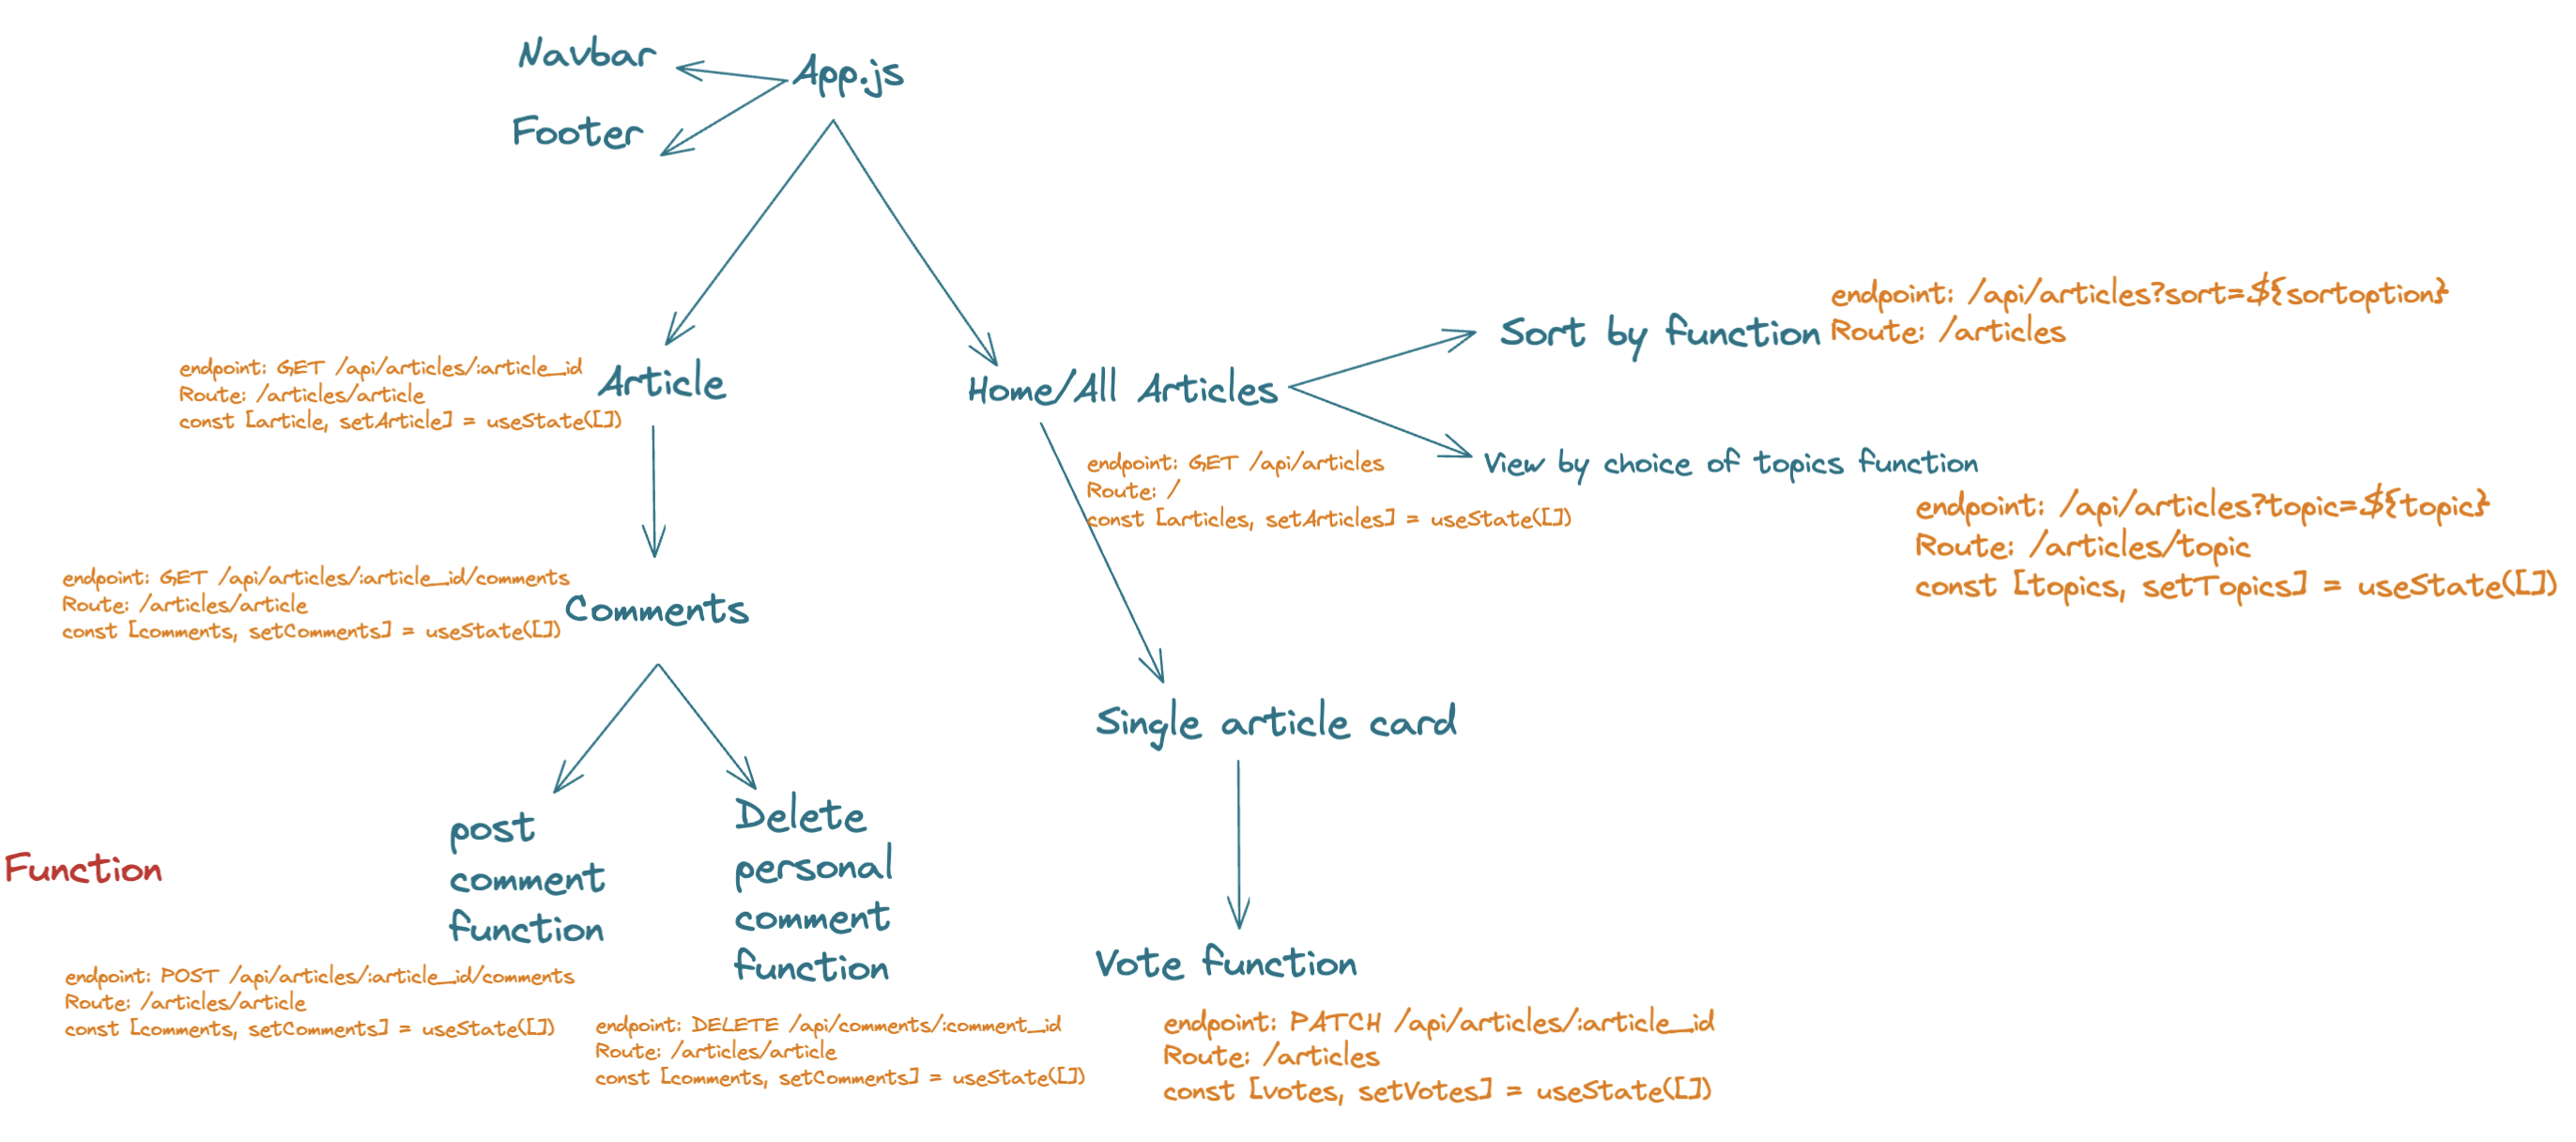 Navbar
App.js
Footer
endpoint: /api/articles?sort=${sortoption}
Sort by function
Route: /articles
endpoint: GET /api/articles/:article_id
Route: /articles/article
const [article, setArticle] = useState([])
Article
Home/All Articles
View by choice of topics function
endpoint: GET /api/articles
Route: /
const [articles, setArticles] = useState([])
endpoint: /api/articles?topic=${topic}
Route: /articles/topic
const [topics, setTopics] = useState([])
endpoint: GET /api/articles/:article_id/comments
Route: /articles/article
const [comments, setComments] = useState([])
Comments
Single article card
post
comment
function
Delete
personal
comment
function
Function
Vote function
endpoint: POST /api/articles/:article_id/comments
Route: /articles/article
const [comments, setComments] = useState([])
endpoint: DELETE /api/comments/:comment_id
Route: /articles/article
const [comments, setComments] = useState([])
endpoint: PATCH /api/articles/:article_id
Route: /articles
const [votes, setVotes] = useState([])